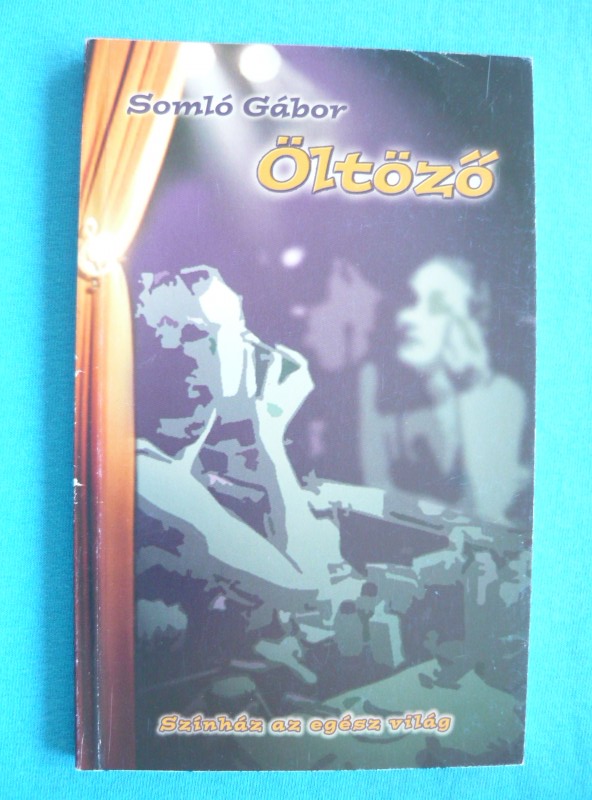 Somló Gábor
Öltöző
Színház az egész világ